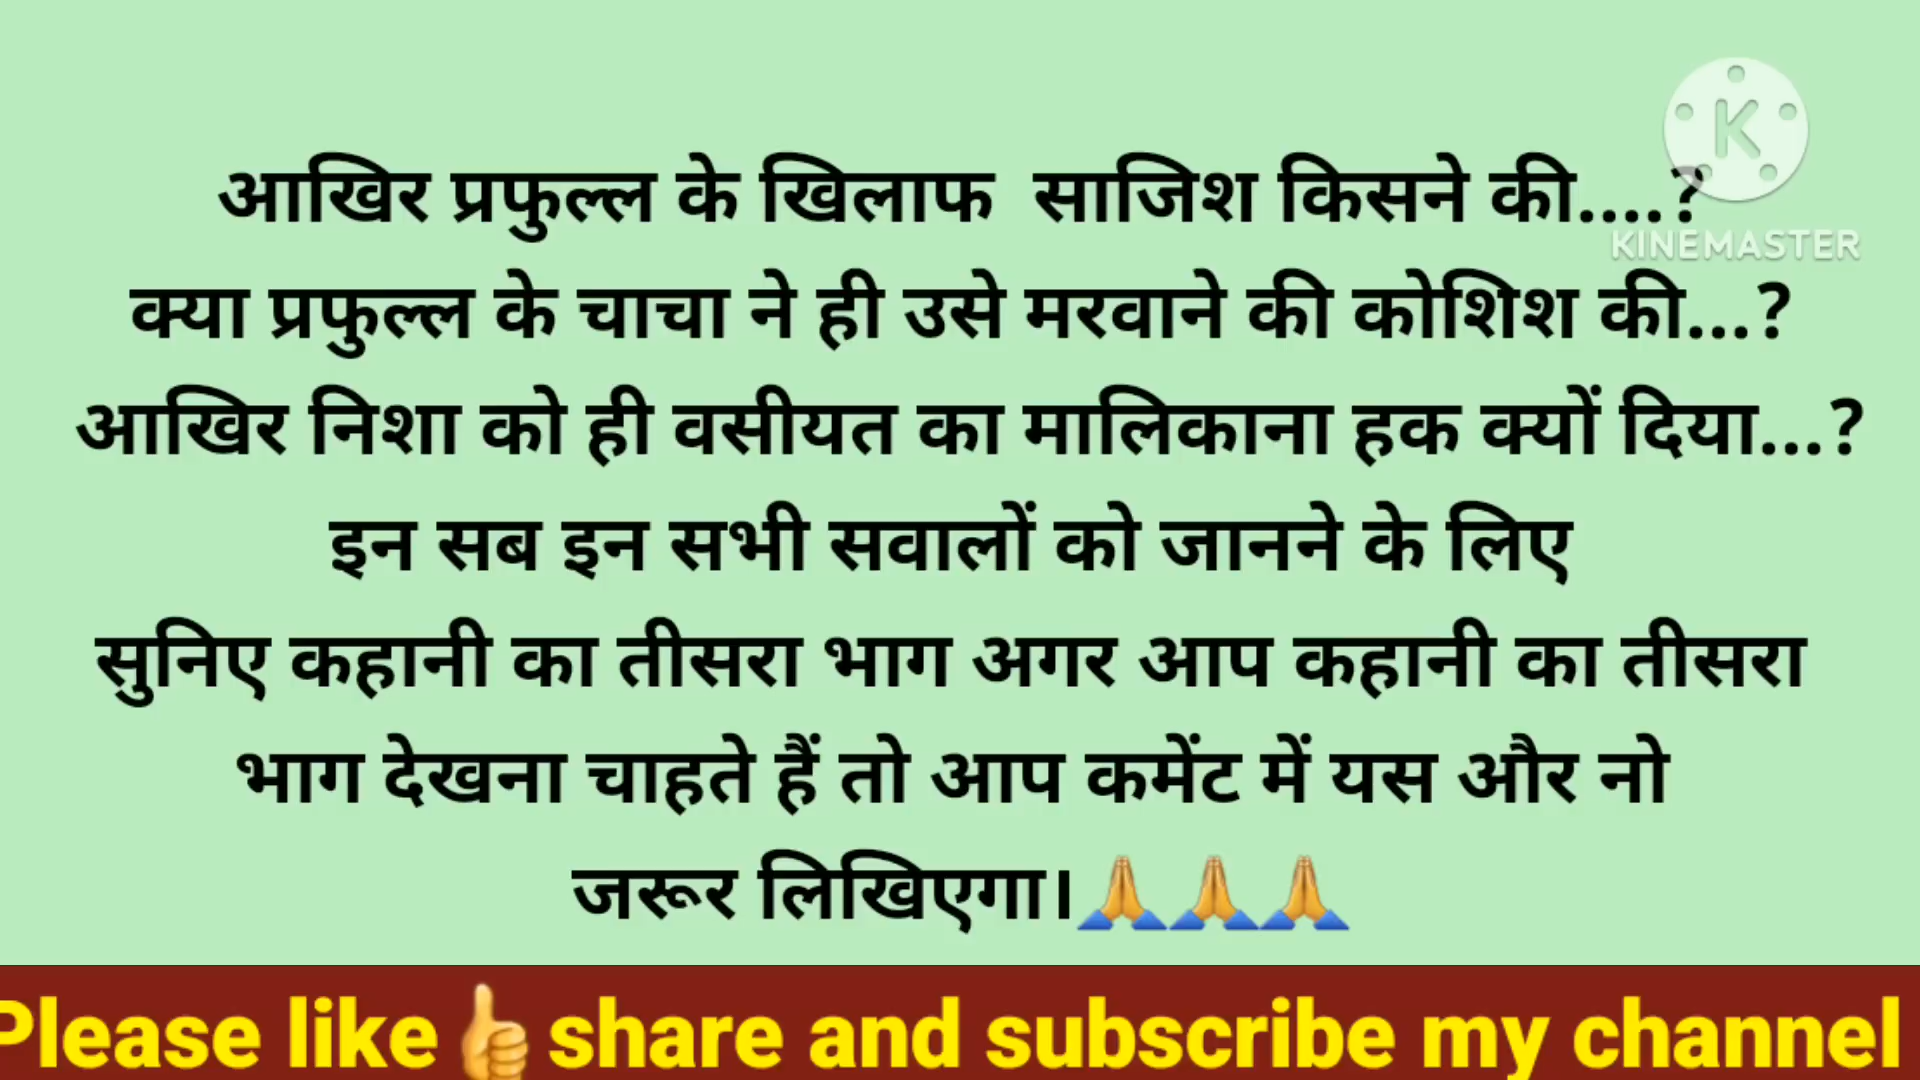 आखिर प्रफुल्ल के खिलाफ साजिश किसने की....?
KINEMASTER
क्या प्रफुल्ल के चाचा ने ही उसे मरवाने की कोशिश की...?
आखिर निशा को ही वसीयत का मालिकाना हक क्यों दिया...?
इन सब इन सभी सवालों को जानने के लिए
सुनिए कहानी का तीसरा भाग अगर आप कहानी का तीसरा
भाग देखना चाहते हैं तो आप कमेंट में यस और नो
जरूर लिखिएगा।🙏🙏🙏
Please like👍share and subscribe my channel